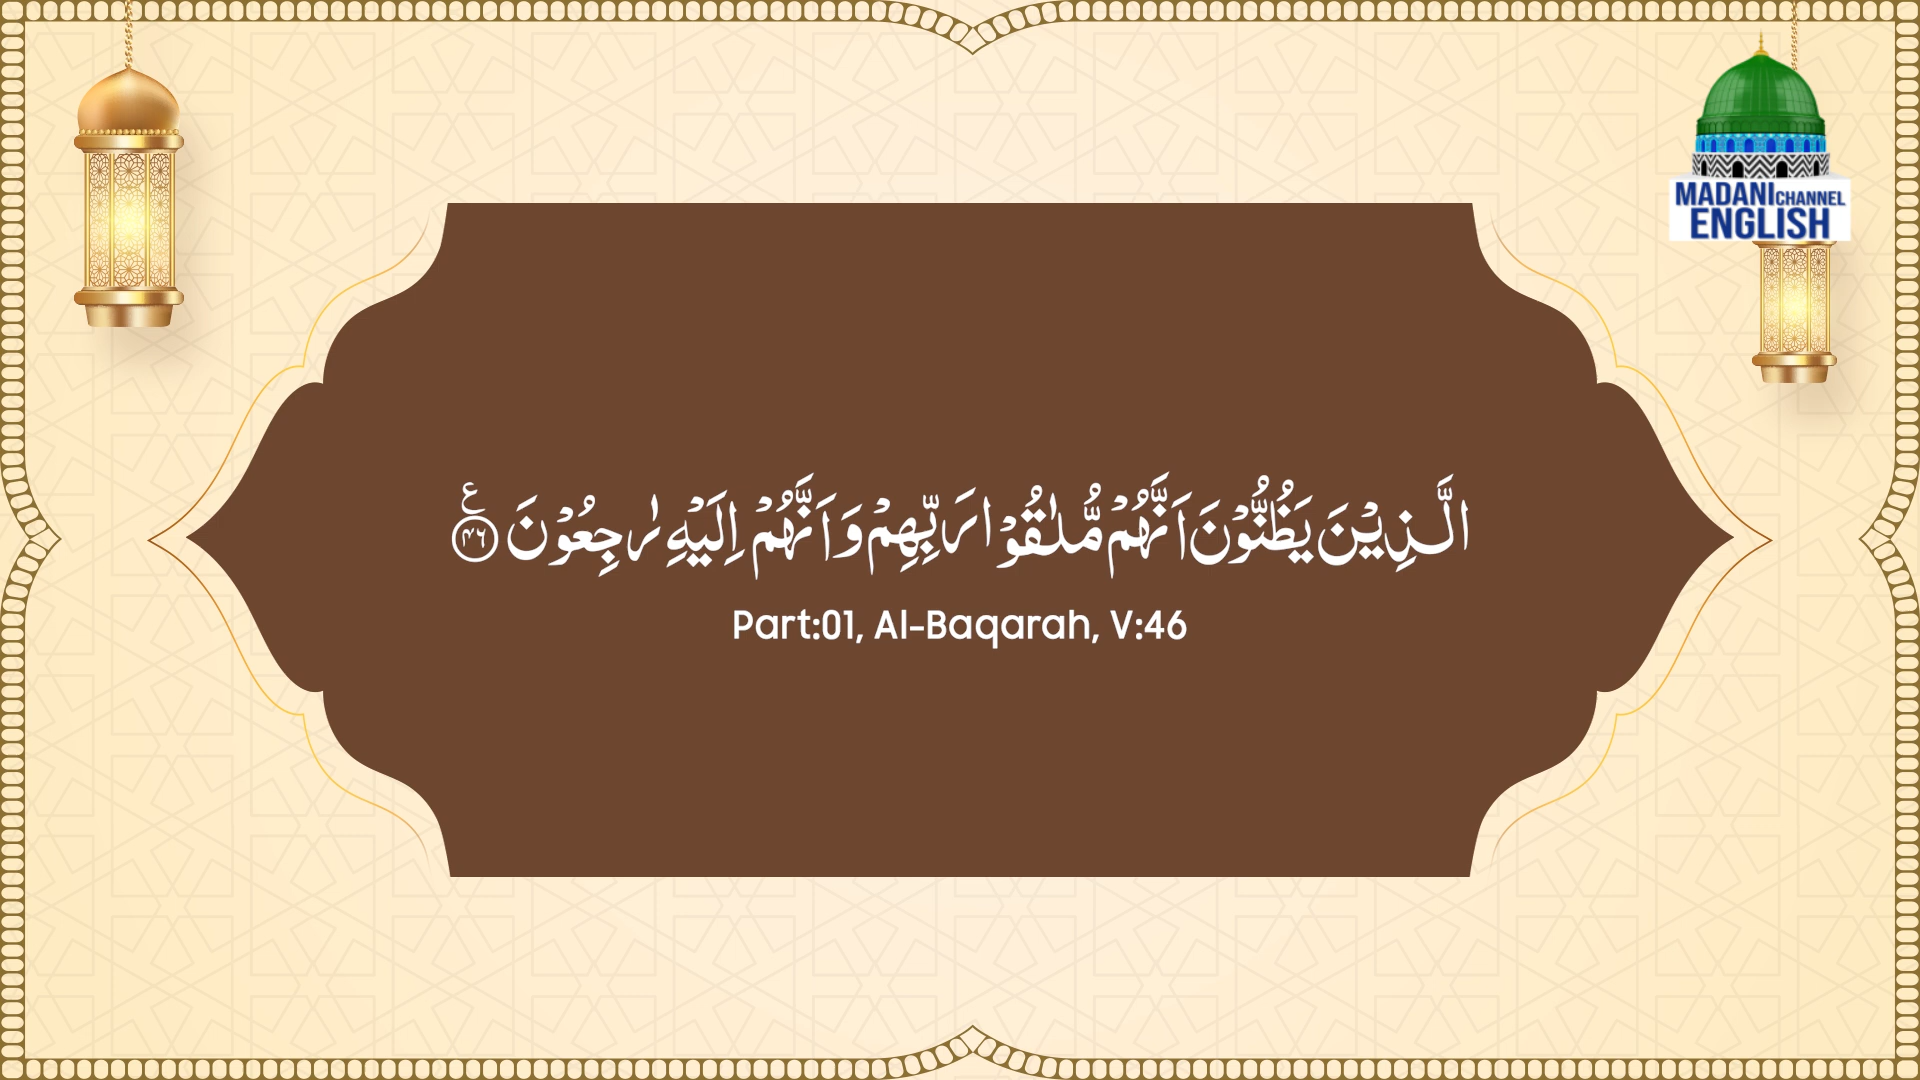 MADANI CHANNEL
ENGLISH
الَّذِیْنَ یَظُنُّوْنَ اَنَّهُمْ مُّلٰقُوْا رَبِّهِمْ وَ اَنَّهُمْ اِلَیْهِ رٰجِعُوْنَ ۠ ﴿۴۶﴾ ع
Part:01, Al-Baqarah, V:46